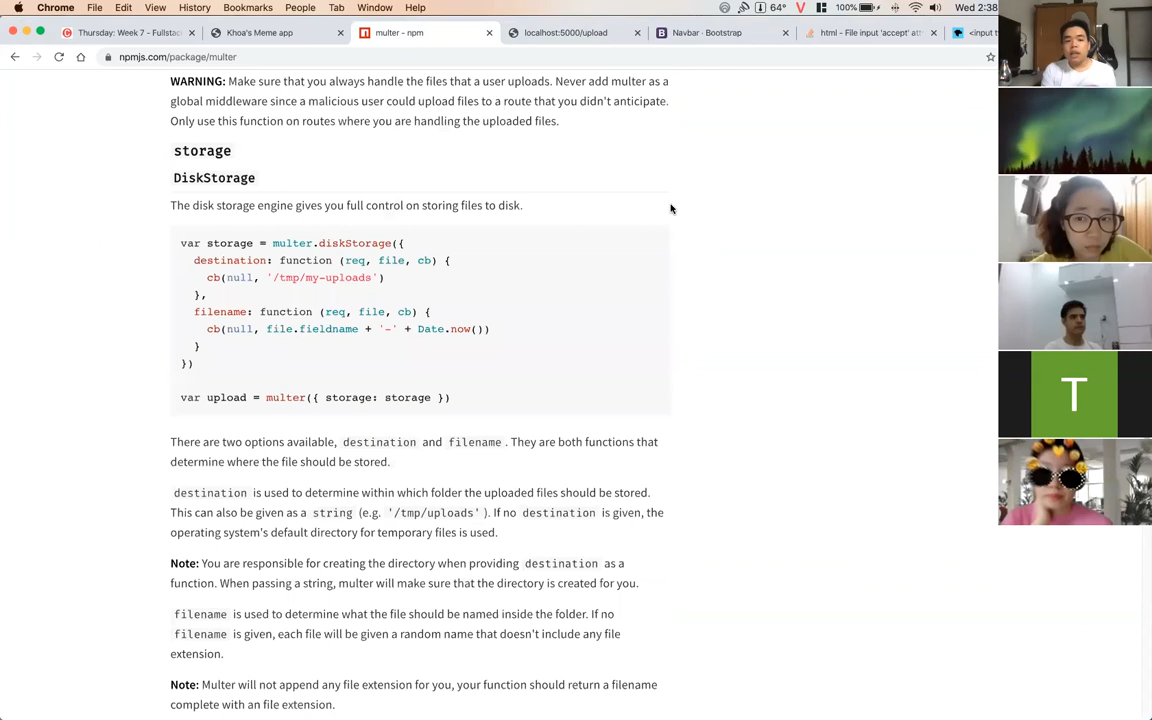 Chrome File Edit View History Bookmarks People Tab Window Help 64° 100% Wed 2:38
Thursday: Week 7 - Fullstac Khoa's Meme app multer - npm localhost:5000/upload Navbar · Bootstrap html - File input 'accept' att <input t
npmjs.com/package/multer
WARNING: Make sure that you always handle the files that a user uploads. Never add multer as a
global middleware since a malicious user could upload files to a route that you didn't anticipate.
Only use this function on routes where you are handling the uploaded files.
storage
DiskStorage
The disk storage engine gives you full control on storing files to disk.
var storage = multer.diskStorage({
destination: function (req, file, cb) {
cb(null, '/tmp/my-uploads')
},
filename: function (req, file, cb) {
cb(null, file.fieldname + '-' + Date.now())
}
})
var upload = multer({ storage: storage })
There are two options available, destination and filename. They are both functions that
determine where the file should be stored.
destination is used to determine within which folder the uploaded files should be stored.
This can also be given as a string (e.g. '/tmp/uploads'). If no destination is given, the
operating system's default directory for temporary files is used.
Note: You are responsible for creating the directory when providing destination as a
function. When passing a string, multer will make sure that the directory is created for you.
filename is used to determine what the file should be named inside the folder. If no
filename is given, each file will be given a random name that doesn't include any file
extension.
Note: Multer will not append any file extension for you, your function should return a filename
complete with an file extension.
T